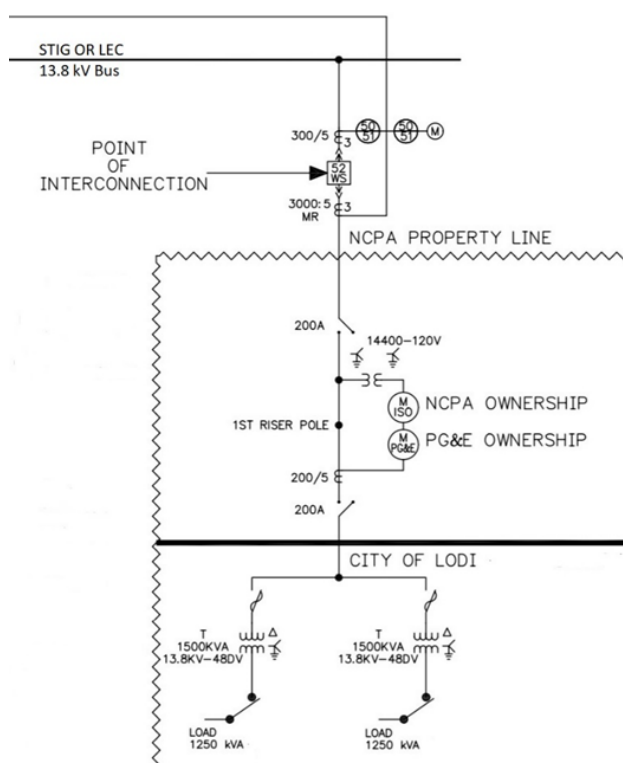 STIG OR LEC
13.8 kV Bus
50
51
50
51
M
300/5
3
POINT
OF
INTERCONNECTION
52
WS
3000:5
MR
3
NCPA PROPERTY LINE
200A
14400-120V
M
ISO
NCPA OWNERSHIP
1ST RISER POLE
M
PG&E
PG&E OWNERSHIP
200/5
200A
CITY OF LODI
T
1500KVA
13.8KV-48DV
T
1500KVA
13.8KV-48DV
LOAD
1250 kVA
LOAD
1250 kVA